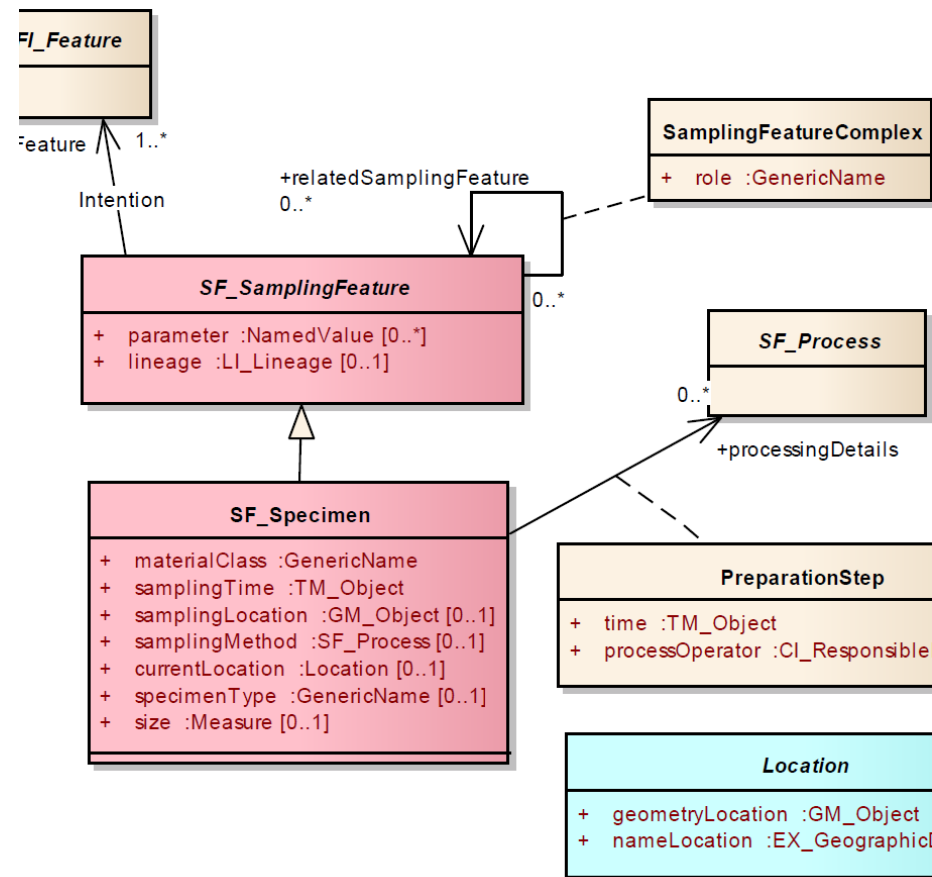 FI_Feature
Feature
1..*
Intention
+relatedSamplingFeature
0..*
SamplingFeatureComplex
+ role :GenericName
SF_SamplingFeature
+ parameter :NamedValue [0..*]
+ lineage :LI_Lineage [0..1]
0..*
SF_Process
0..*
+processingDetails
SF_Specimen
+ materialClass :GenericName
+ samplingTime :TM_Object
+ samplingLocation :GM_Object [0..1]
+ samplingMethod :SF_Process [0..1]
+ currentLocation :Location [0..1]
+ specimenType :GenericName [0..1]
+ size :Measure [0..1]
PreparationStep
+ time :TM_Object
+ processOperator :CI_Responsible
Location
+ geometryLocation :GM_Object
+ nameLocation :EX_Geographic